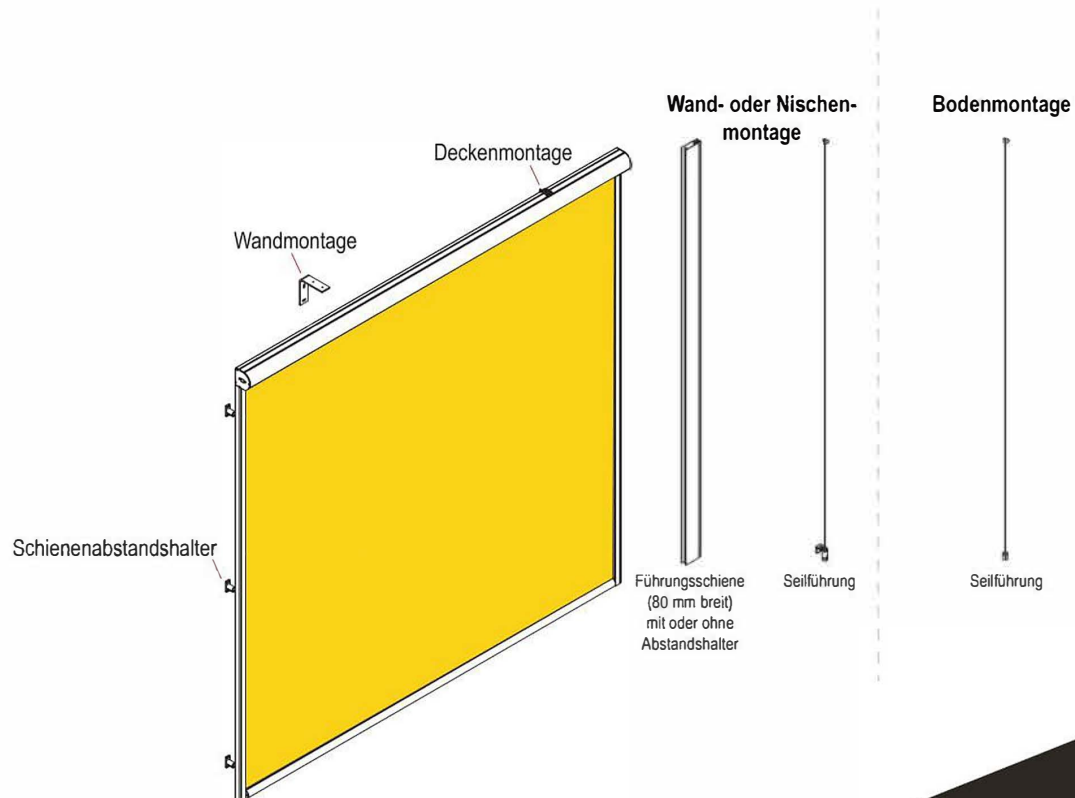 Wand- oder Nischen-
montage
Bodenmontage
Deckenmontage
Wandmontage
Schienenabstandshalter
Führungsschiene
(80 mm breit)
mit oder ohne
Abstandshalter
Seilführung
Seilführung